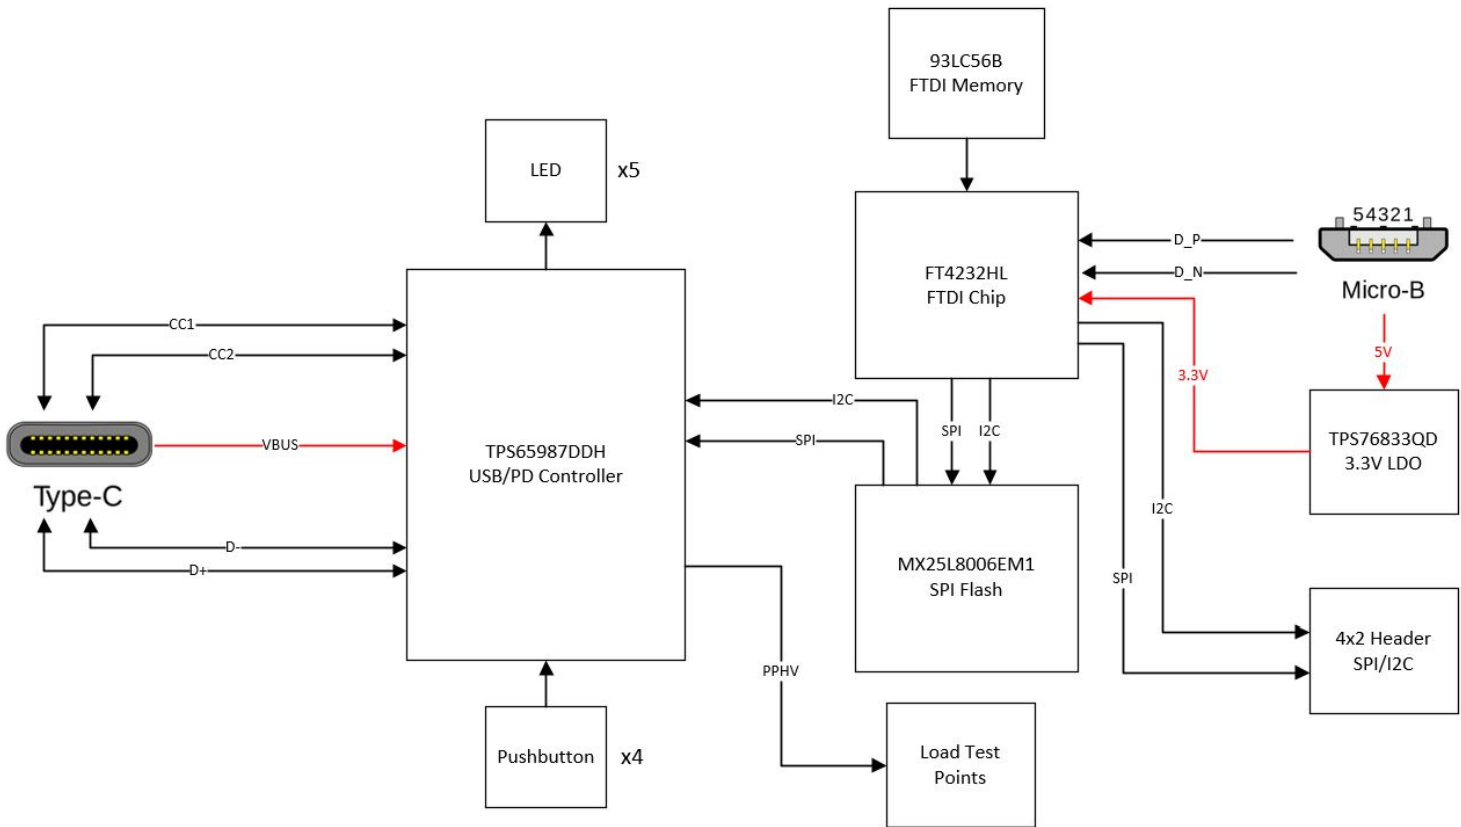 93LC56B
FTDI Memory
LED
x5
54321
Micro-B
D_P
D_N
FT4232HL
FTDI Chip
CC1
CC2
5V
3.3V
I2C
SPI
SPI
I2C
VBUS
Type-C
TPS65987DDH
USB/PD Controller
TPS76833QD
3.3V LDO
I2C
D-
D+
MX25L8006EM1
SPI Flash
SPI
4x2 Header
SPI/I2C
PPHV
Pushbutton
x4
Load Test
Points